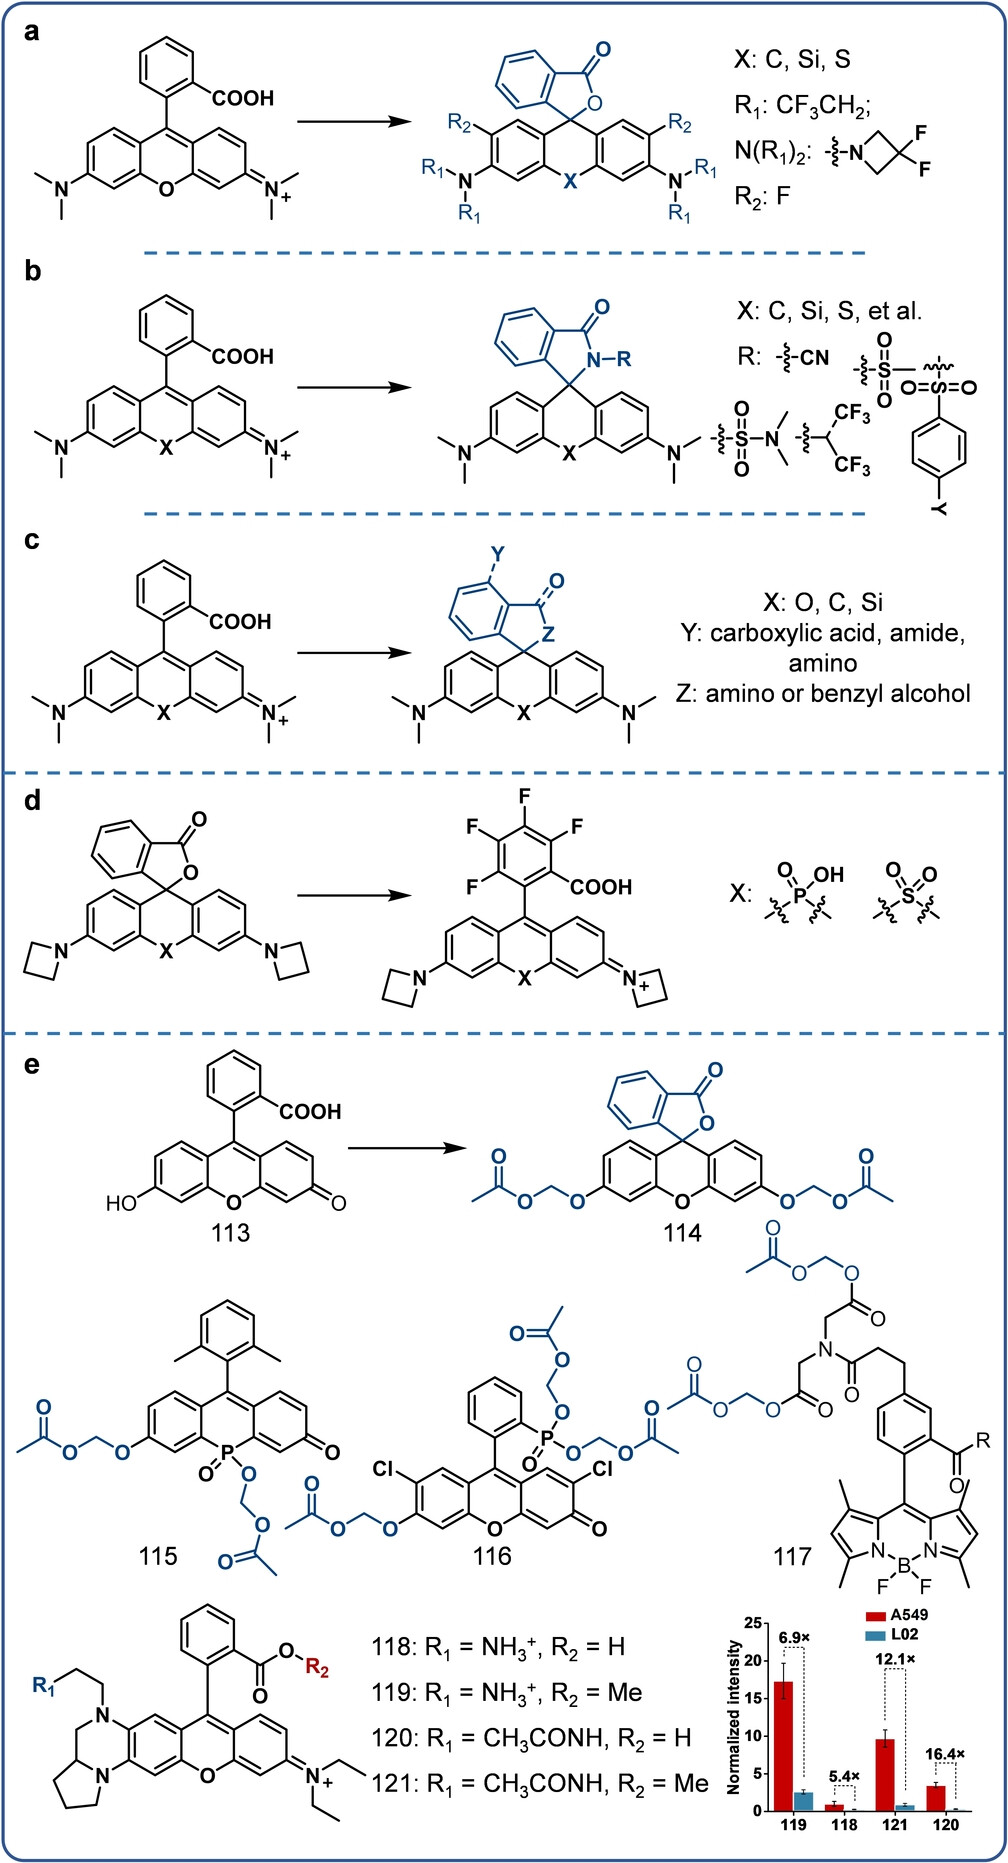 a
COOH
N
O
N+
O
O
R2
R2
R1
R1
N
X
N
R1
R1
X: C, Si, S
R1: CF3CH2;
N(R1)2:
N
F
F
R2: F
b
COOH
N
X
N+
O
N–R
N
X
N
X: C, Si, S, et al.
R:
CN
O
S
O
O=S=O
Y
O
S
O
N
CF3
CF3
c
COOH
N
X
N+
Y
O
Z
N
X
N
X: O, C, Si
Y: carboxylic acid, amide,
amino
Z: amino or benzyl alcohol
d
O
O
N
X
N
F
F
F
F
COOH
N
X
N+
X:
O
OH
P
O
O
S
e
COOH
HO
O
O
113
O
O
O
O
O
O
O
O
114
O
O
O
O
P
O
O
O
O
115
O
O
O
O
P
O
O
O
O
Cl
Cl
O
O
O
O
O
116
O
O
O
O
N
O
O
O
O
O
R
O
N
N
B
F
F
117
R1
N
N
O
O
R2
O
N+
118: R1 = NH3+, R2 = H
119: R1 = NH3+, R2 = Me
120: R1 = CH3CONH, R2 = H
121: R1 = CH3CONH, R2 = Me
Normalized intensity
25
20
15
10
5
0
A549
L02
6.9×
5.4×
12.1×
16.4×
119
118
121
120